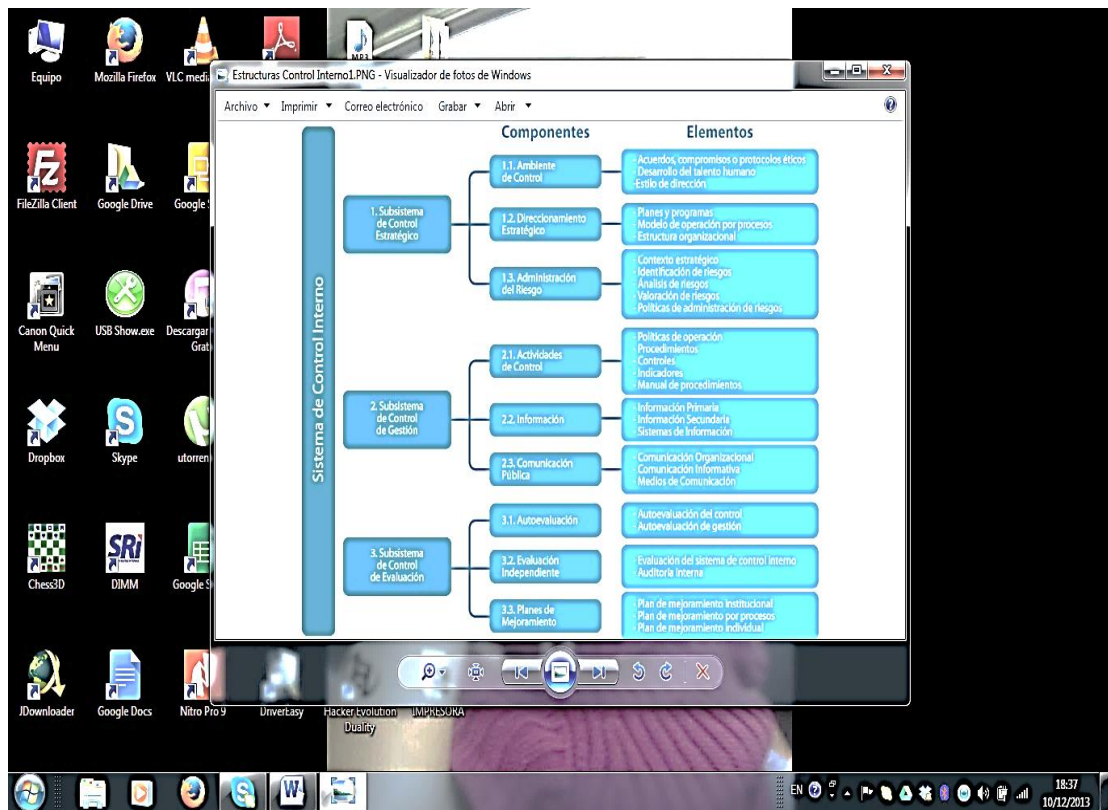 Equipo
Mozilla Firefox
VLC medi
MP3
Estructuras Control Interno1.PNG - Visualizador de fotos de Windows
Archivo Imprimir Correo electrónico Grabar Abrir
FileZilla Client
Google Drive
Google S
Canon Quick
Menu
USB Show.exe
Descargar
Grat
Dropbox
Skype
utorren
Chess3D
SRi
DIMM
Google S
JDownloader
Google Docs
Nitro Pro 9
DriverEasy
Hacker Evolution
Duality
IMPRESORA
Sistema de Control Interno
Componentes
Elementos
1. Subsistema
de Control
Estratégico
1.1. Ambiente
de Control
- Acuerdos, compromisos o protocolos éticos
- Desarrollo del talento humano
-Estilo de dirección
1.2. Direccionamiento
Estratégico
- Planes y programas
- Modelo de operación por procesos
- Estructura organizacional
1.3. Administración
del Riesgo
- Contexto estratégico
- Identificación de riesgos
- Análisis de riesgos
- Valoración de riesgos
- Políticas de administración de riesgos
2. Subsistema
de Control
de Gestión
2.1. Actividades
de Control
- Políticas de operación
- Procedimientos
- Controles
- Indicadores
- Manual de procedimientos
2.2. Información
- Información Primaria
- Información Secundaria
- Sistemas de Información
2.3. Comunicación
Pública
- Comunicación Organizacional
- Comunicación Informativa
- Medios de Comunicación
3. Subsistema
de Control
de Evaluación
3.1. Autoevaluación
- Autoevaluación del control
- Autoevaluación de gestión
3.2. Evaluación
Independiente
- Evaluación del sistema de control interno
- Auditoría Interna
3.3. Planes de
Mejoramiento
- Plan de mejoramiento institucional
- Plan de mejoramiento por procesos
- Plan de mejoramiento individual
EN
18:37
10/12/2013